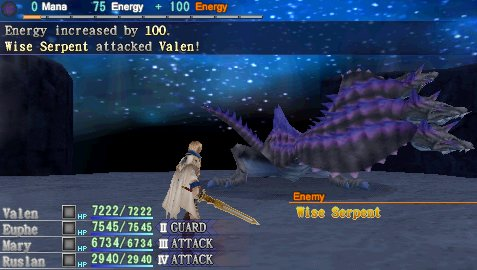 0 Mana 75 Energy + 100 Energy
Energy increased by 100.
Wise Serpent attacked Valen!
Enemy
Wise Serpent
Valen HP 7222/7222
Euphe HP 7545/7545 II GUARD
Mary HP 6734/6734 III ATTACK
Ruslan HP 2940/2940 IV ATTACK